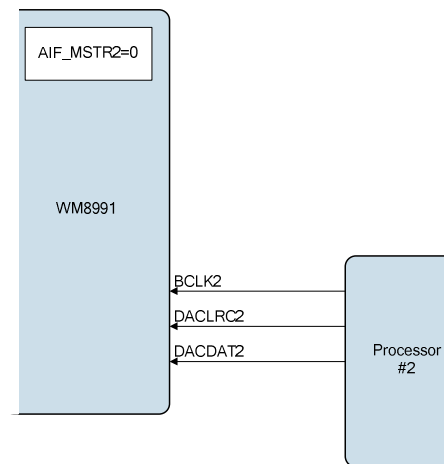 AIF_MSTR2=0
WM8991
BCLK2
DACLRC2
DACDAT2
Processor
#2